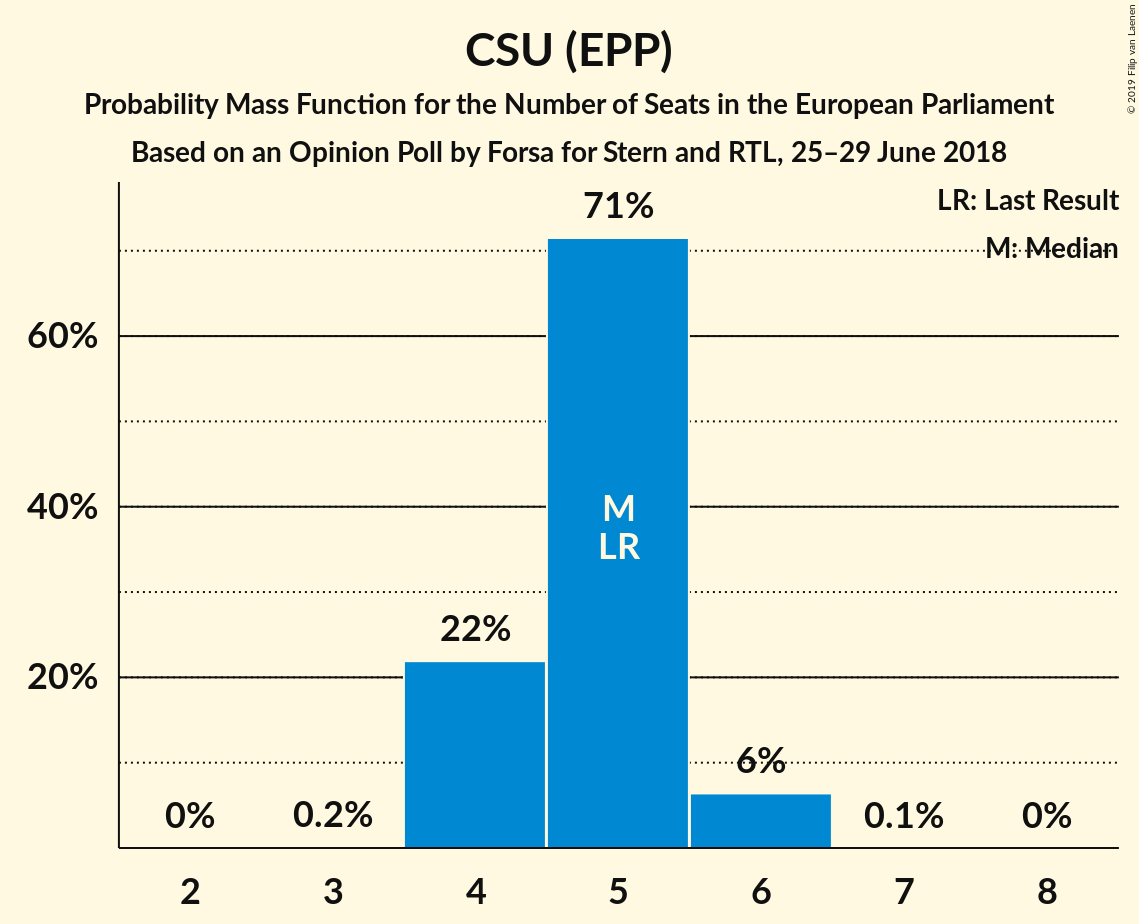 CSU (EPP)
Probability Mass Function for the Number of Seats in the European Parliament
Based on an Opinion Poll by Forsa for Stern and RTL, 25–29 June 2018
© 2019 Filip van Laenen
LR: Last Result
M: Median
71%
60%
40%
M
LR
22%
20%
6%
0%
0.2%
0.1%
0%
2
3
4
5
6
7
8